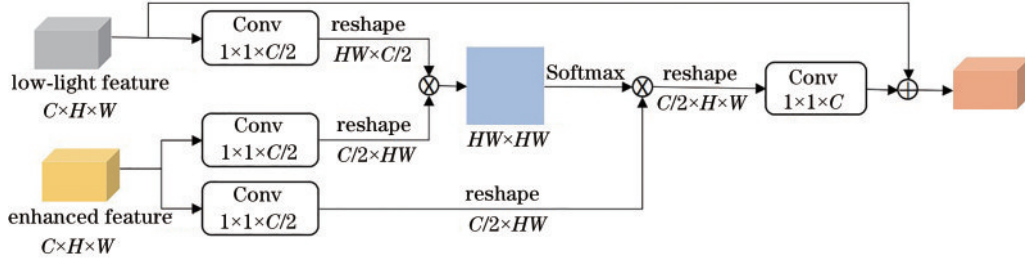 Conv
1×1×C/2
reshape
HW×C/2
low-light feature
C×H×W
Conv
1×1×C/2
reshape
C/2×HW
HW×HW
Softmax
reshape
C/2×H×W
Conv
1×1×C
enhanced feature
C×H×W
Conv
1×1×C/2
reshape
C/2×HW